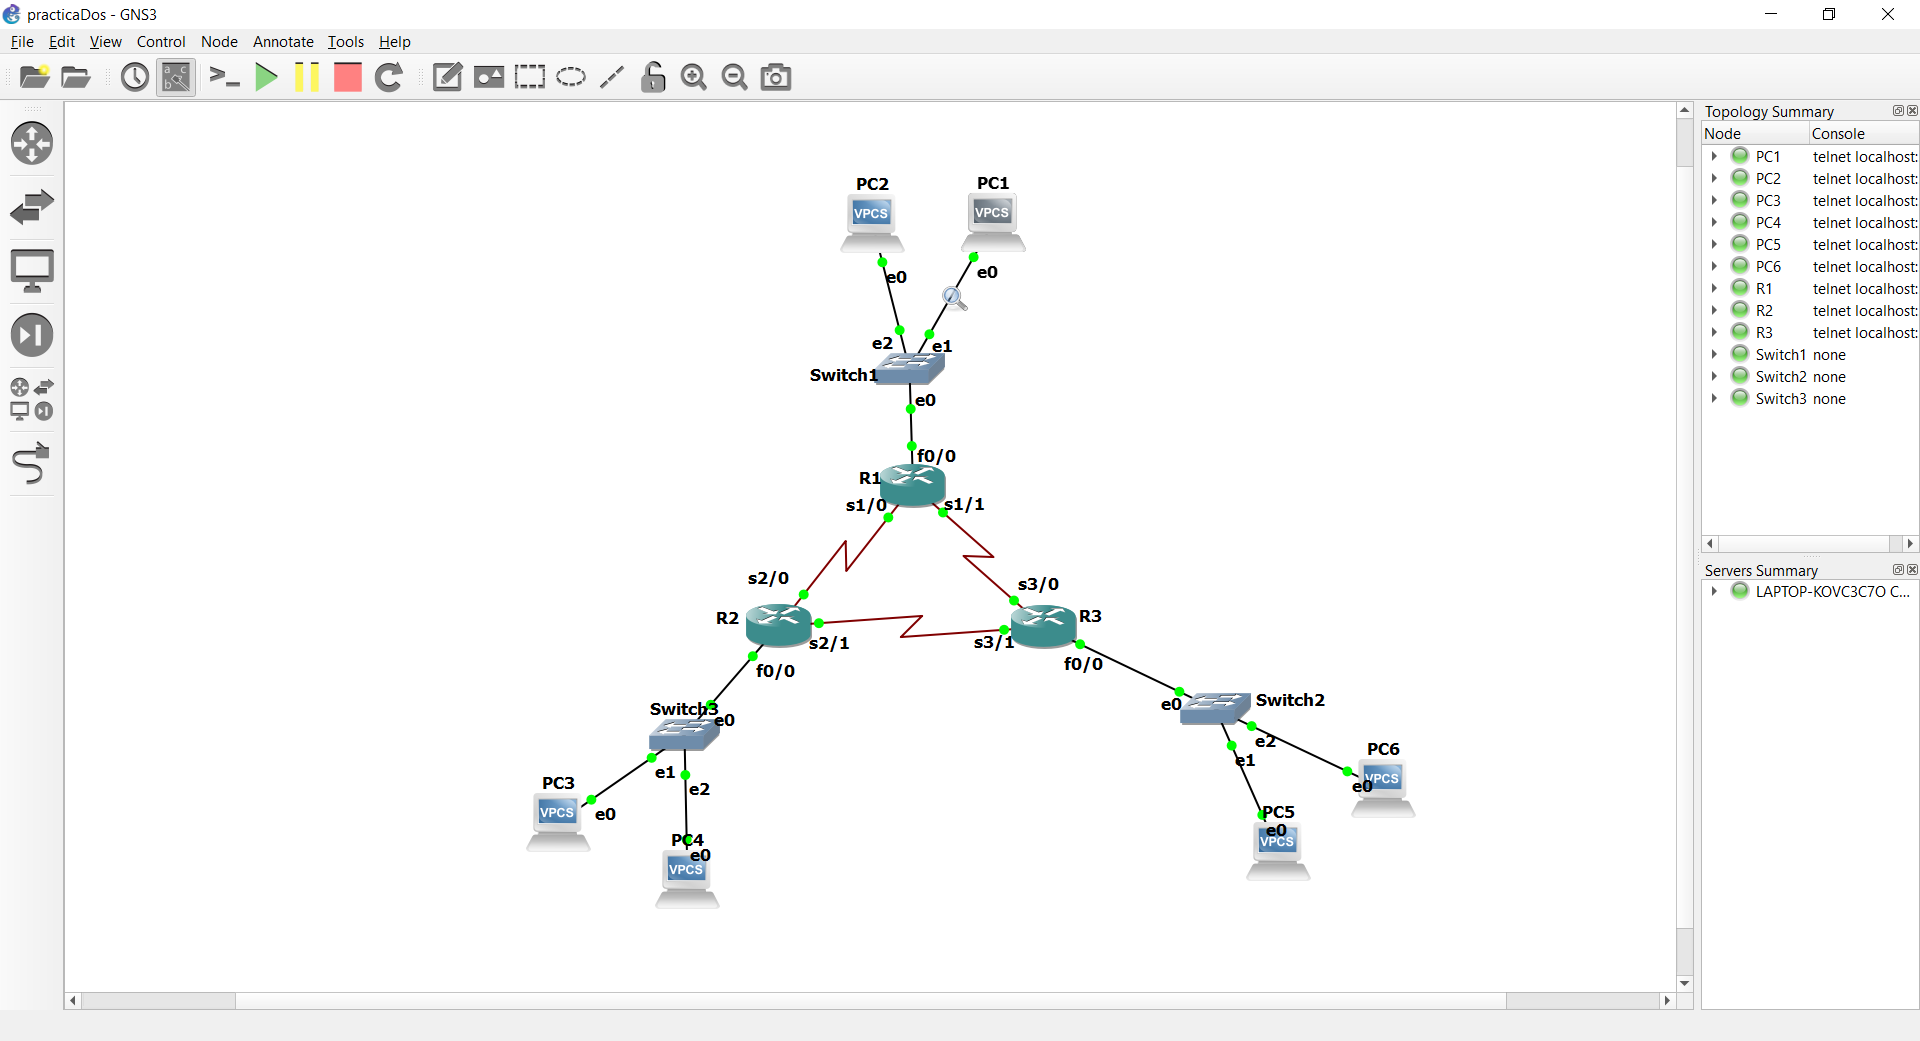 practicaDos - GNS3
File Edit View Control Node Annotate Tools Help
Topology Summary
Node Console
PC1 telnet localhost:
PC2 telnet localhost:
PC3 telnet localhost:
PC4 telnet localhost:
PC5 telnet localhost:
PC6 telnet localhost:
R1 telnet localhost:
R2 telnet localhost:
R3 telnet localhost:
Switch1 none
Switch2 none
Switch3 none
Servers Summary
LAPTOP-KOVC3C7O C...
PC2 PC1
VPCS VPCS
e0 e0
e2 e1
Switch1
e0
f0/0
R1
s1/0 s1/1
s2/0 s3/0
R2 R3
s2/1 s3/1
f0/0 f0/0
Switch3 e0
e0 Switch2
e1 e2
e2 e1
PC3 PC6
VPCS e0
VPCS e0
PC4 PC5
e0 e0
VPCS VPCS